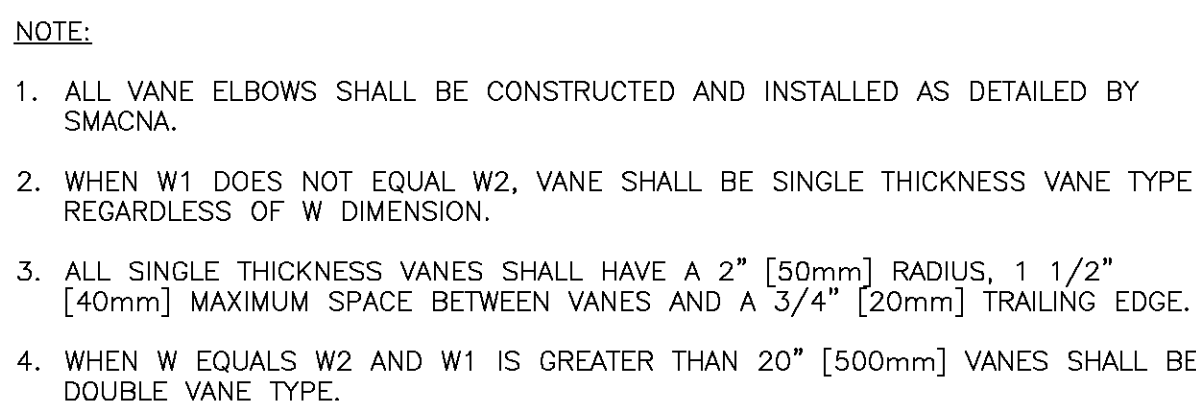 NOTE:
1. ALL VANE ELBOWS SHALL BE CONSTRUCTED AND INSTALLED AS DETAILED BY
SMACNA.
2. WHEN W1 DOES NOT EQUAL W2, VANE SHALL BE SINGLE THICKNESS VANE TYPE
REGARDLESS OF W DIMENSION.
3. ALL SINGLE THICKNESS VANES SHALL HAVE A 2" [50mm] RADIUS, 1 1/2"
[40mm] MAXIMUM SPACE BETWEEN VANES AND A 3/4" [20mm] TRAILING EDGE.
4. WHEN W EQUALS W2 AND W1 IS GREATER THAN 20" [500mm] VANES SHALL BE
DOUBLE VANE TYPE.